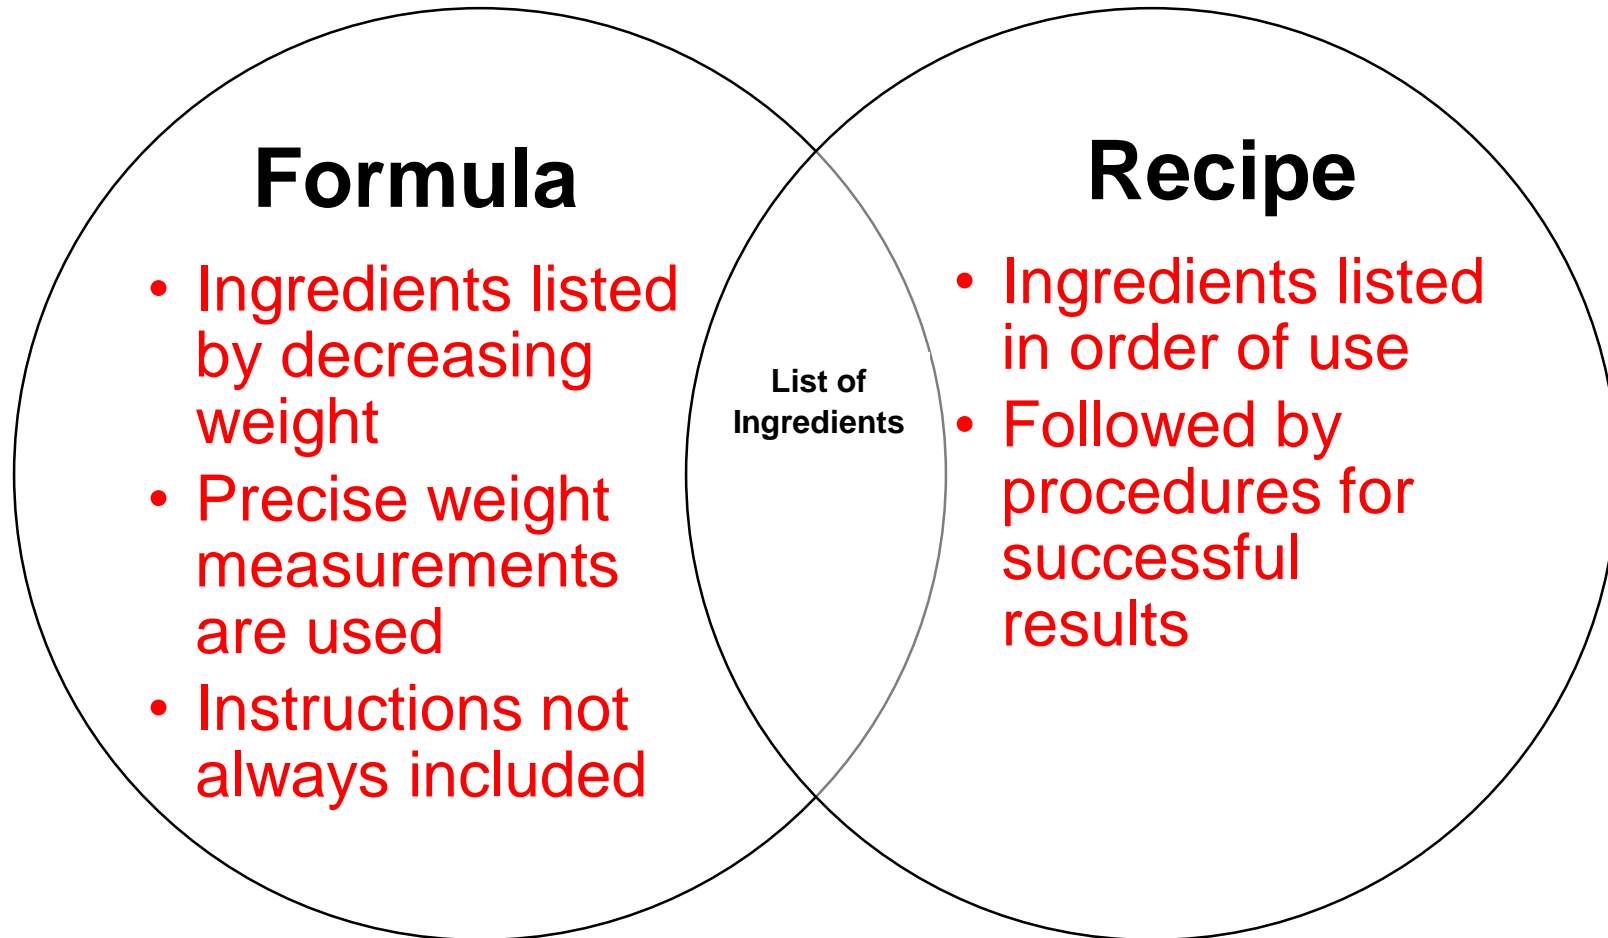 Formula
• Ingredients listed
by decreasing
weight
• Precise weight
measurements
are used
• Instructions not
always included
List of
Ingredients
Recipe
• Ingredients listed
in order of use
• Followed by
procedures for
successful
results